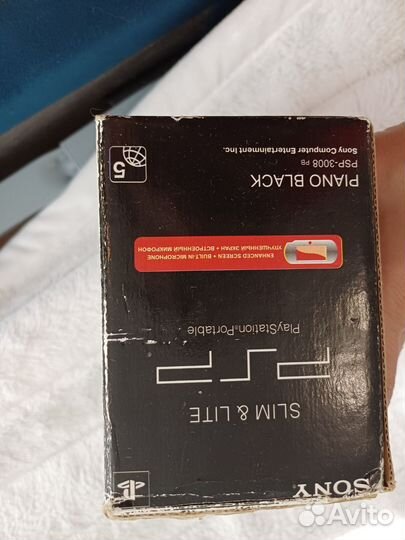 SONY
SLIM & LITE
PSP
PlayStation®Portable
ENHANCED SCREEN • BUILT-IN MICROPHONE
УЛУЧШЕННЫЙ ЭКРАН • ВСТРОЕННЫЙ МИКРОФОН
PIANO BLACK
PSP-3008 PB
Sony Computer Entertainment Inc.
5
Avito